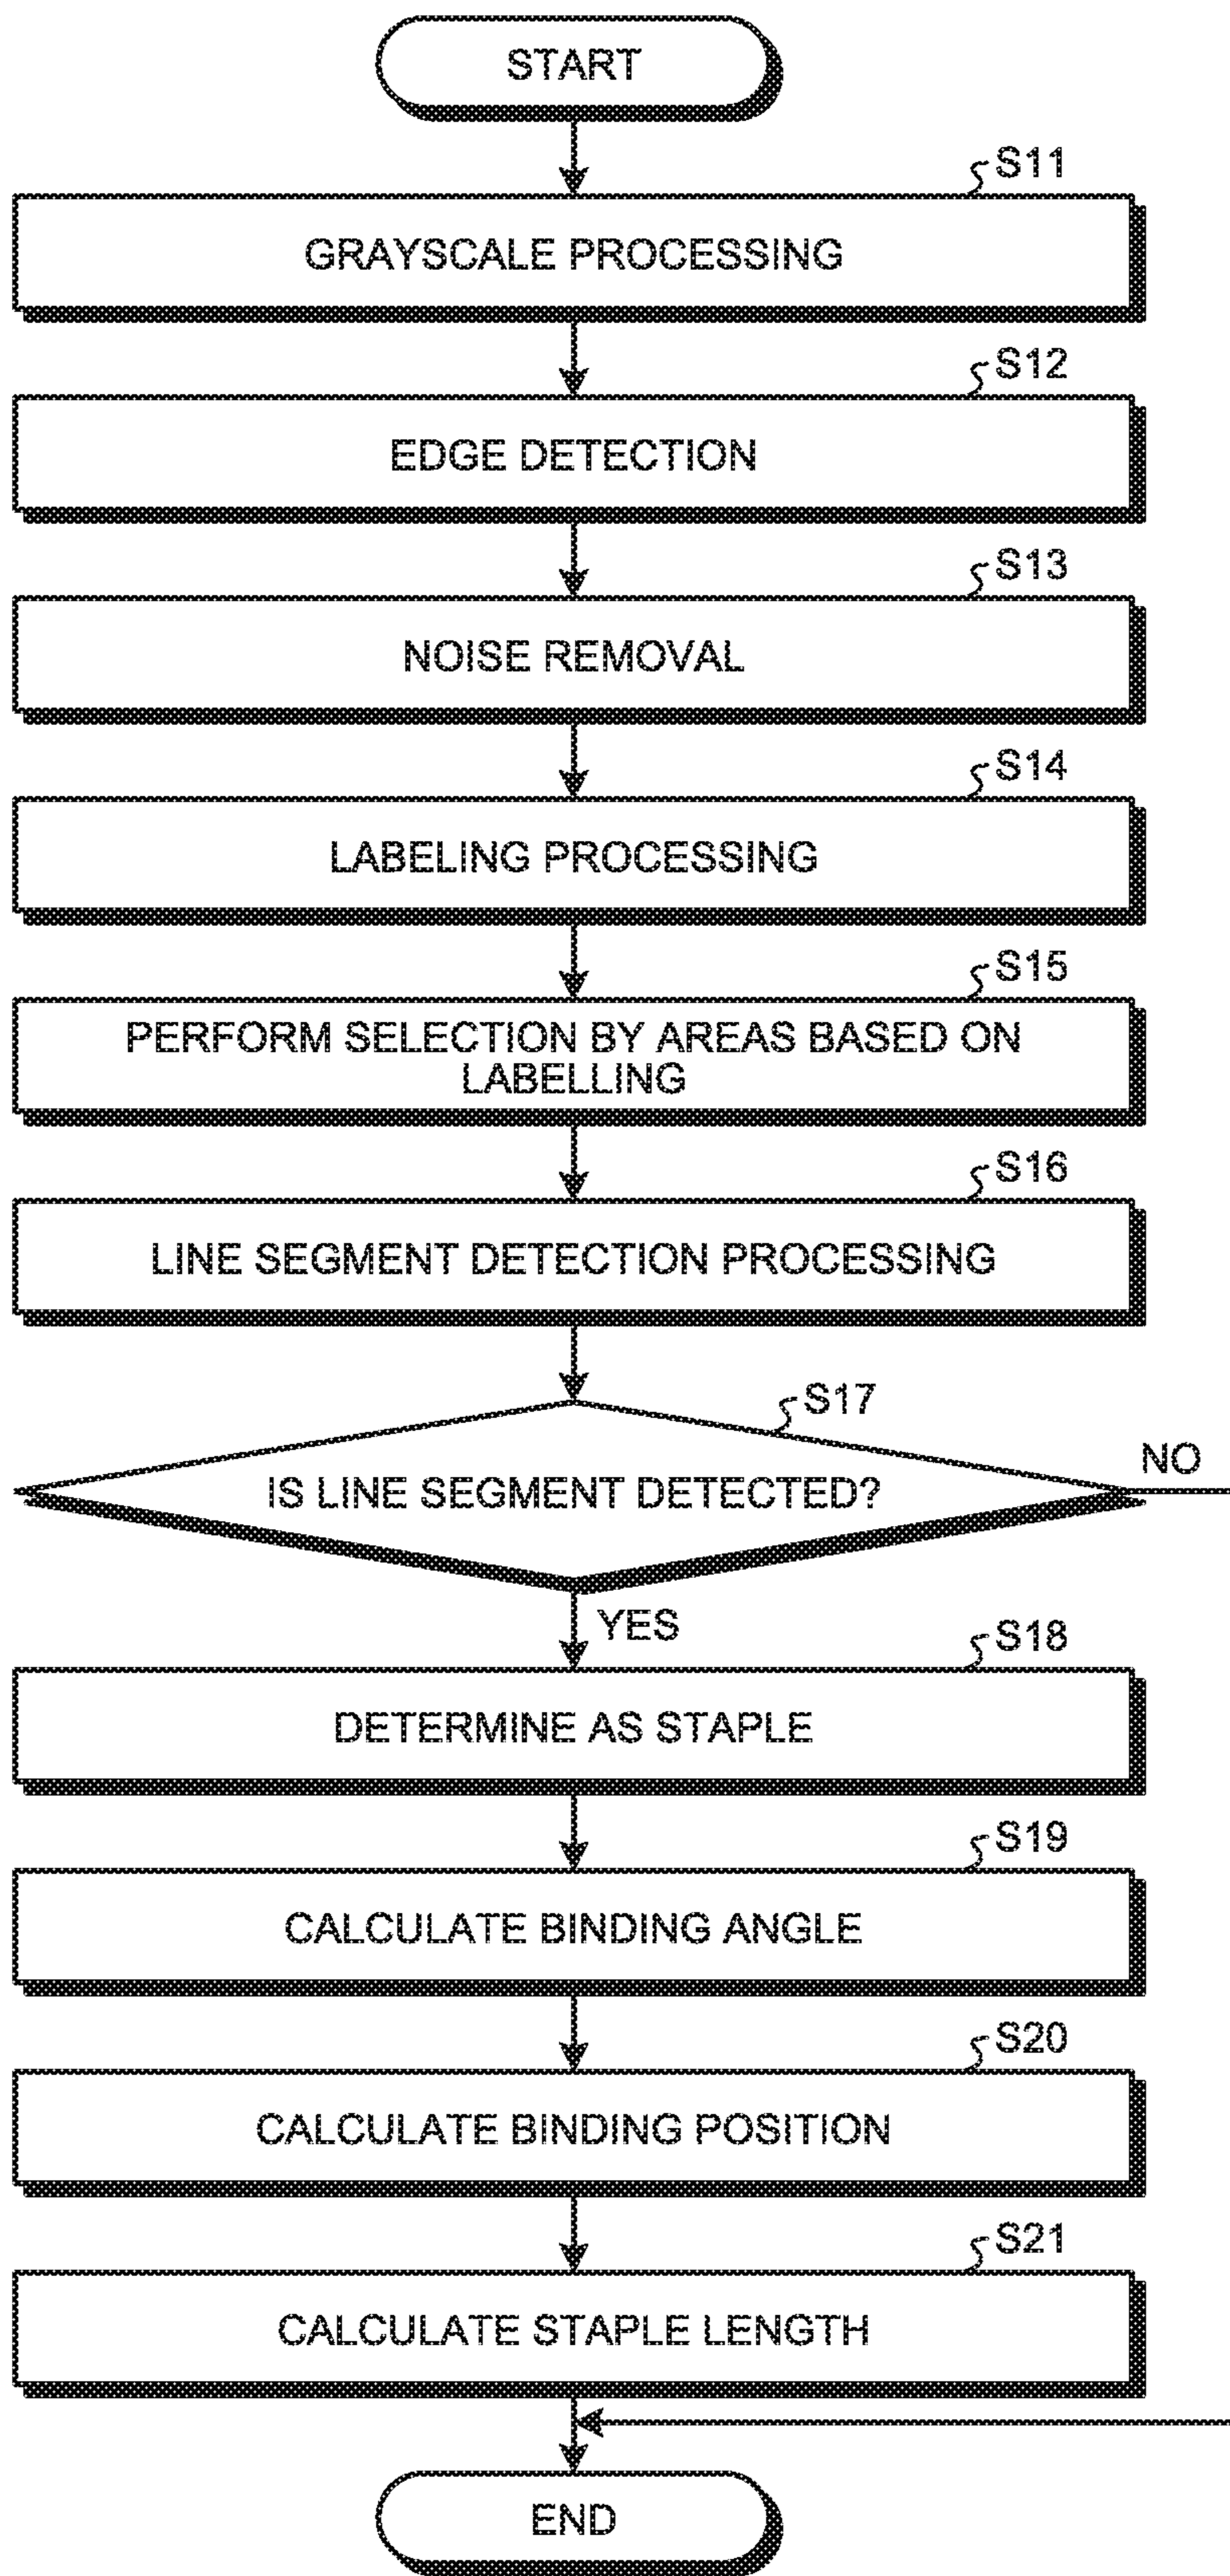 START
S11
GRAYSCALE PROCESSING
S12
EDGE DETECTION
S13
NOISE REMOVAL
S14
LABELING PROCESSING
S15
PERFORM SELECTION BY AREAS BASED ON
LABELLING
S16
LINE SEGMENT DETECTION PROCESSING
S17
NO
IS LINE SEGMENT DETECTED?
YES
S18
DETERMINE AS STAPLE
S19
CALCULATE BINDING ANGLE
S20
CALCULATE BINDING POSITION
S21
CALCULATE STAPLE LENGTH
END